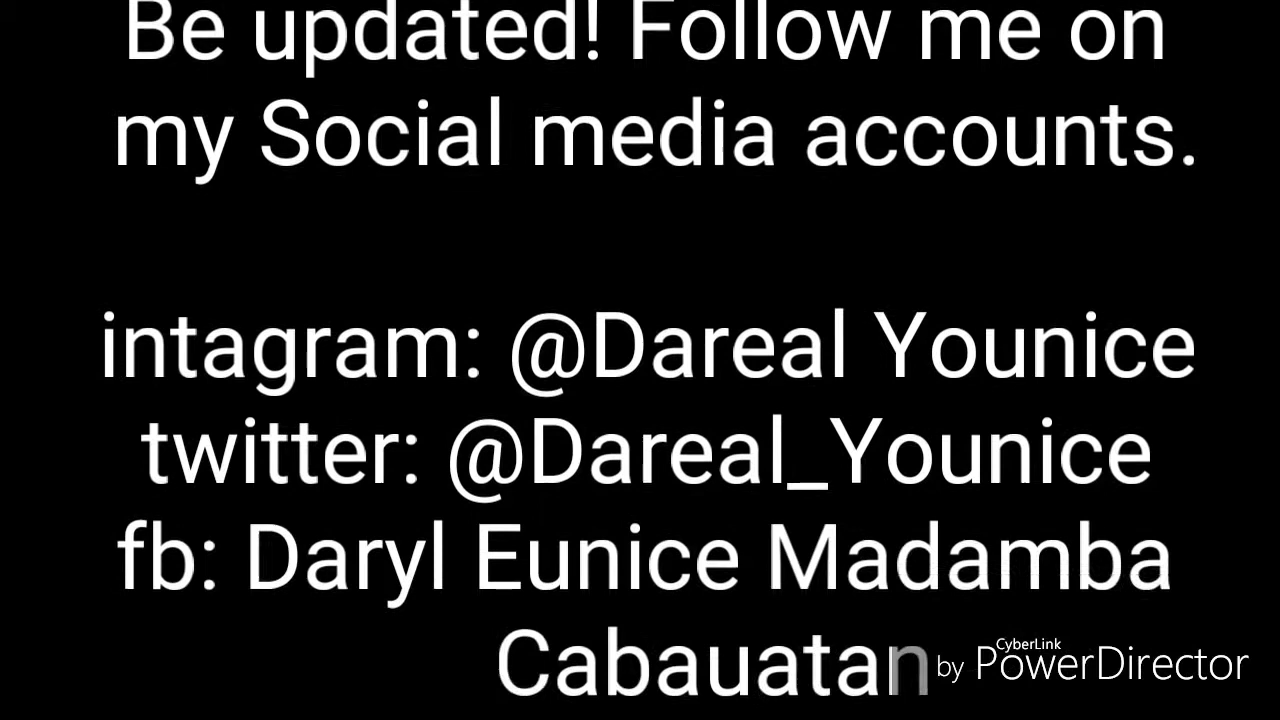 Be updated! Follow me on
my Social media accounts.
intagram: @Dareal Younice
twitter: @Dareal_Younice
fb: Daryl Eunice Madamba
Cabauatan
by CyberLink PowerDirector